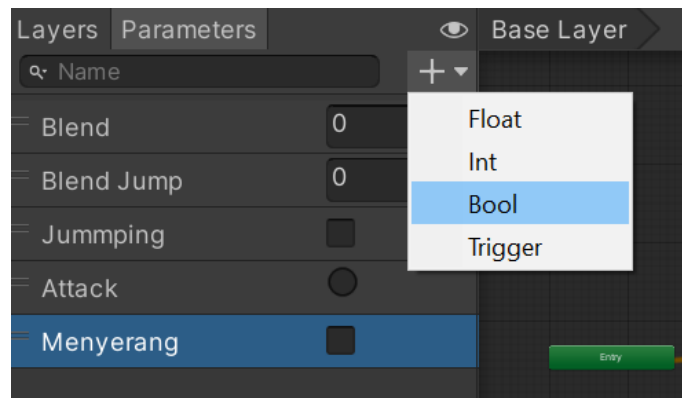 Layers Parameters Base Layer
Name
Blend 0 Float
Int
Blend Jump 0 Bool
Jummping Trigger
Attack
Menyerang
Entry